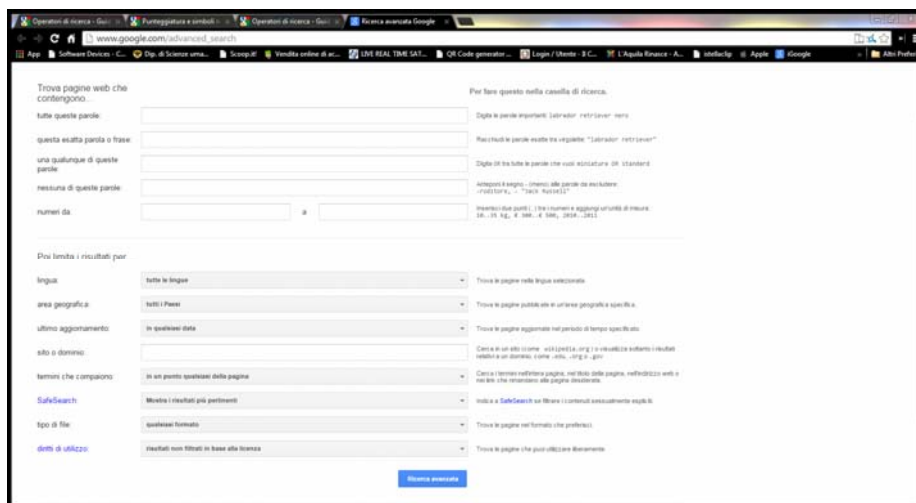 Operatori di ricerca - Guid
Punteggiatura e simboli n
Operatori di ricerca - Guid
Ricerca avanzata Google
www.google.com/advanced_search
App
Software Devices - C...
Dip. di Scienze uma...
Scoop.it!
Vendita online di ac...
LIVE REAL TIME SAT...
QR Code generator ...
Login / Utente - 3 C...
L'Aquila Rinasce - A...
istellaclip
Apple
iGoogle
Altri Prefer
Trova pagine web che contengono...
Per fare questo nella casella di ricerca.
tutte queste parole:
Digita le parole importanti: labrador retriever nero
questa esatta parola o frase:
Racchiudi le parole esatte tra virgolette: "labrador retriever"
una qualunque di queste parole:
Digita OR tra tutte le parole che vuoi: miniature OR standard
nessuna di queste parole:
Anteponi il segno - (meno) alle parole da escludere:
-roditore, - "Jack Russell"
numeri da:
a
Inserisci due punti (..) tra i numeri e aggiungi un'unità di misura:
10..35 kg, € 300..€ 500, 2010..2011
Poi limita i risultati per
lingua:
tutte le lingue
Trova le pagine nella lingua selezionata.
area geografica:
tutti i Paesi
Trova le pagine pubblicate in un'area geografica specifica.
ultimo aggiornamento:
in qualsiasi data
Trova le pagine aggiornate nel periodo di tempo specificato.
sito o dominio:
Cerca in un sito (come wikipedia.org ) o visualizza soltanto i risultati
relativi a un dominio, come .edu, .org o .gov
termini che compaiono:
in un punto qualsiasi della pagina
Cerca i termini nell'intera pagina, nel titolo della pagina, nell'indirizzo web o
nei link che rimandano alla pagina desiderata.
SafeSearch:
Mostra i risultati più pertinenti
Indica a SafeSearch se filtrare i contenuti sessualmente espliciti.
tipo di file:
qualsiasi formato
Trova le pagine nel formato che preferisci.
diritti di utilizzo:
risultati non filtrati in base alla licenza
Trova le pagine che puoi utilizzare liberamente.
Ricerca avanzata